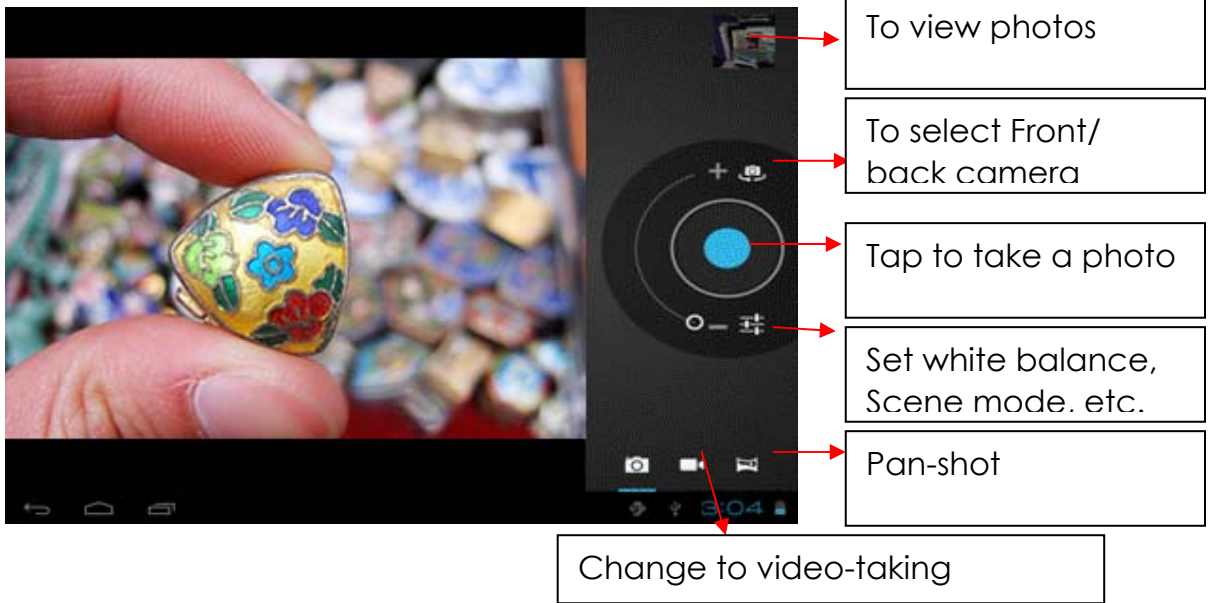 To view photos
To select Front/
back camera
Tap to take a photo
Set white balance,
Scene mode, etc.
Pan-shot
3:04
Change to video-taking